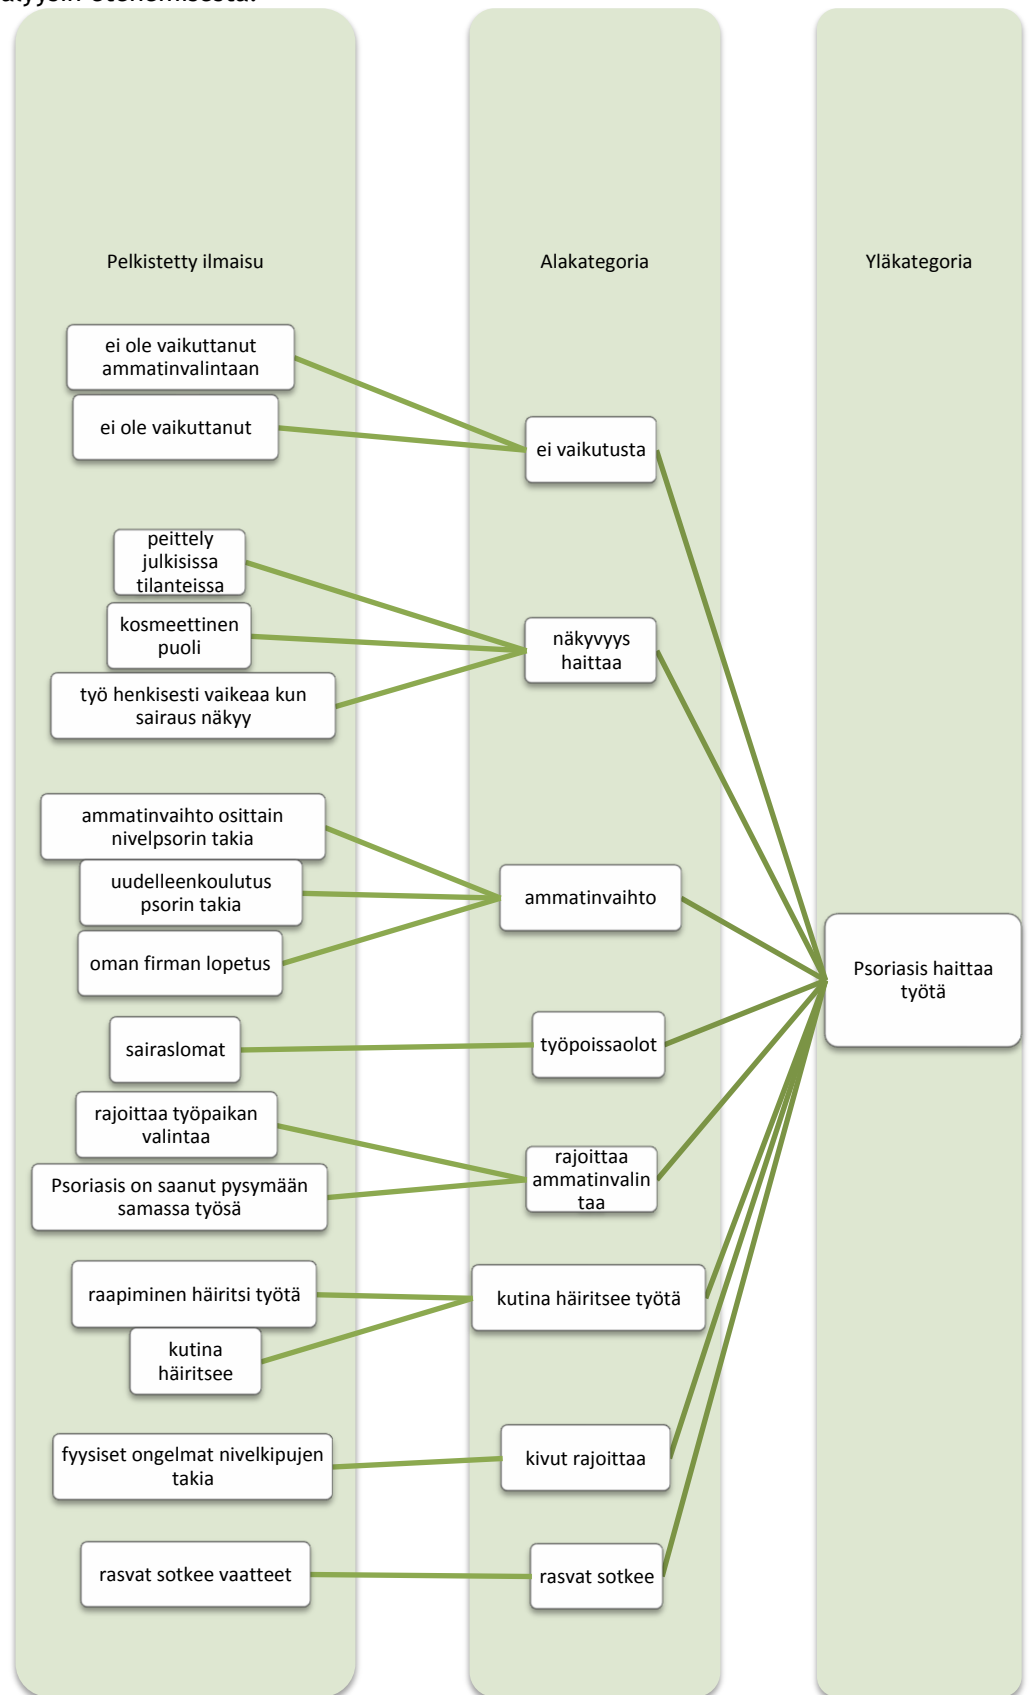 Pelkistetty ilmaisu
Alakategoria
Yläkategoria
ei ole vaikuttanut
ammatinvalintaan
ei ole vaikuttanut
ei vaikutusta
peittely
julkisissa
tilanteissa
kosmeettinen
puoli
työ henkisesti vaikeaa kun
sairaus näkyy
näkyvyys
haittaa
ammatinvaihto osittain
nivelpsorin takia
uudelleenkoulutus
psorin takia
oman firman lopetus
ammatinvaihto
Psoriasis haittaa
työtä
sairaslomat
työpoissaolot
rajoittaa työpaikan
valintaa
Psoriasis on saanut pysymään
samassa työsä
rajoittaa
ammatinvalin
taa
raapiminen häiritsi työtä
kutina
häiritsee
kutina häiritsee työtä
fyysiset ongelmat nivelkipujen
takia
kivut rajoittaa
rasvat sotkee vaatteet
rasvat sotkee